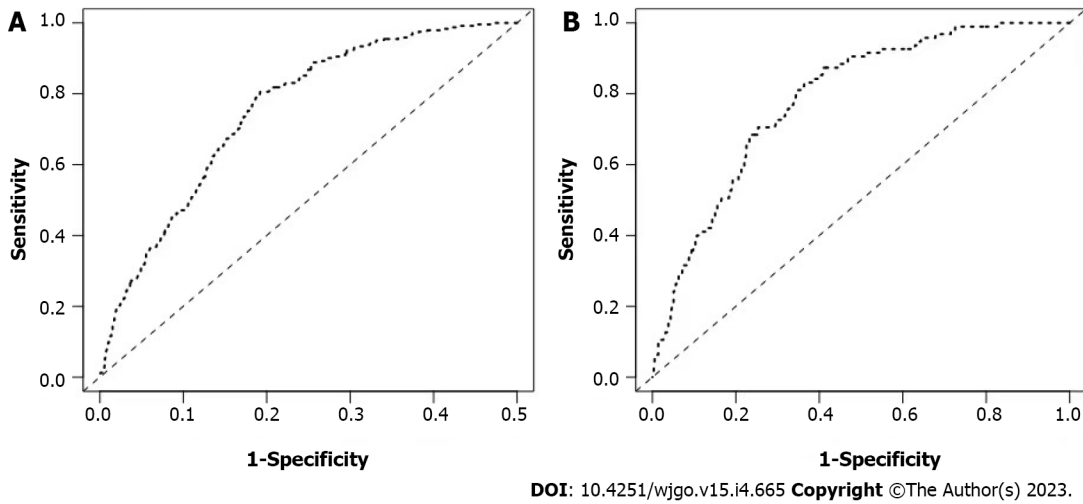 A
1.0
0.8
0.6
0.4
0.2
0.0
Sensitivity
0.0 0.1 0.2 0.3 0.4 0.5
1-Specificity
B
1.0
0.8
0.6
0.4
0.2
0.0
Sensitivity
0.0 0.2 0.4 0.6 0.8 1.0
1-Specificity
DOI: 10.4251/wjgo.v15.i4.665 Copyright ©The Author(s) 2023.